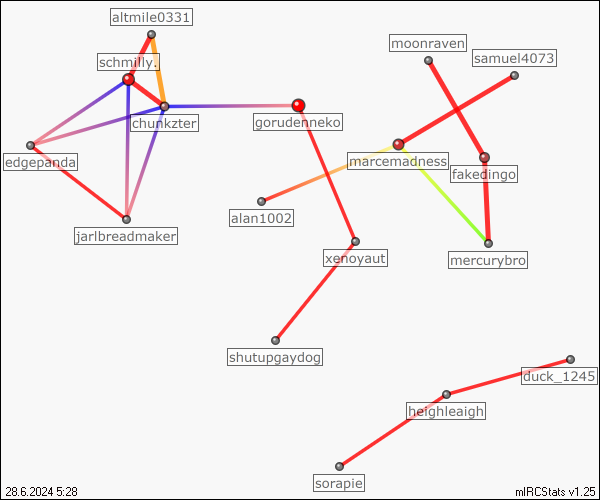 altmile0331
moonraven
samuel4073
schmilly.
chunkzter
gorudenneko
edgepanda
marcemadness
fakedingo
alan1002
jarlbreadmaker
xenoyaut
mercurybro
shutupgaydog
duck_1245
heighleaigh
sorapie
28.6.2024 5:28
mIRCStats v1.25